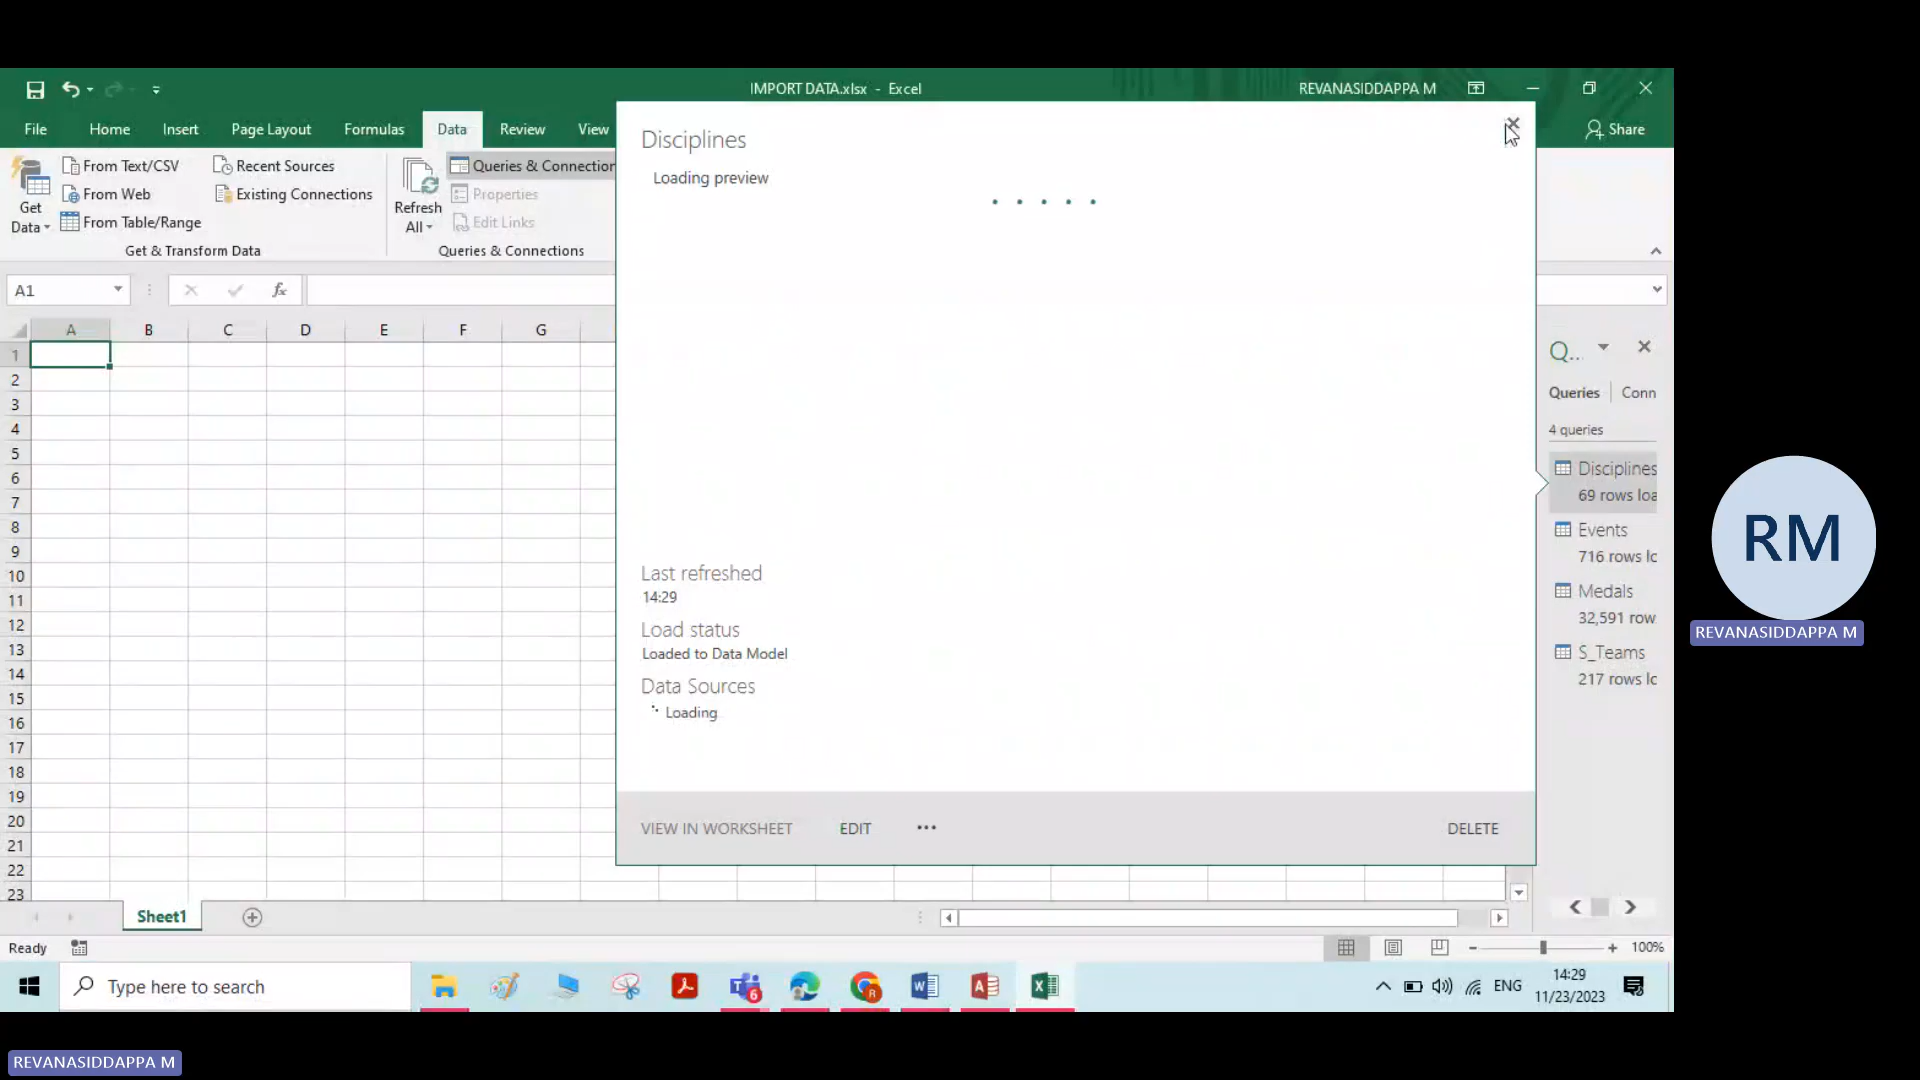 IMPORT DATA.xlsx - Excel
REVANASIDDAPPA M
File Home Insert Page Layout Formulas Data Review View
Share
From Text/CSV
From Web
From Table/Range
Recent Sources
Existing Connections
Get Data
Get & Transform Data
Refresh All
Queries & Connection
Properties
Edit Links
Queries & Connections
A1
fx
A B C D E F G
1
2
3
4
5
6
7
8
9
10
11
12
13
14
15
16
17
18
19
20
21
22
23
Disciplines
Loading preview
Last refreshed
14:29
Load status
Loaded to Data Model
Data Sources
Loading
VIEW IN WORKSHEET EDIT ••• DELETE
Q...
Queries Conn
4 queries
Disciplines
69 rows loa
Events
716 rows lc
Medals
32,591 row
S_Teams
217 rows lc
Sheet1
Ready
100%
Type here to search
6
ENG
14:29
11/23/2023
RM
REVANASIDDAPPA M
REVANASIDDAPPA M